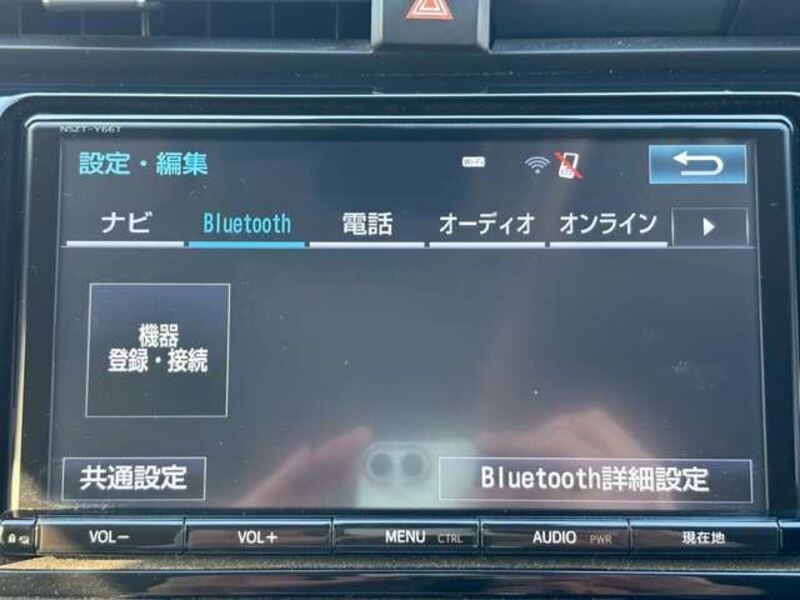 NSZT-Y66T
設定・編集
Wi-Fi
ナビ Bluetooth 電話 オーディオ オンライン
機器
登録・接続
共通設定 Bluetooth詳細設定
VOL− VOL+ MENU CTRL AUDIO PWR 現在地